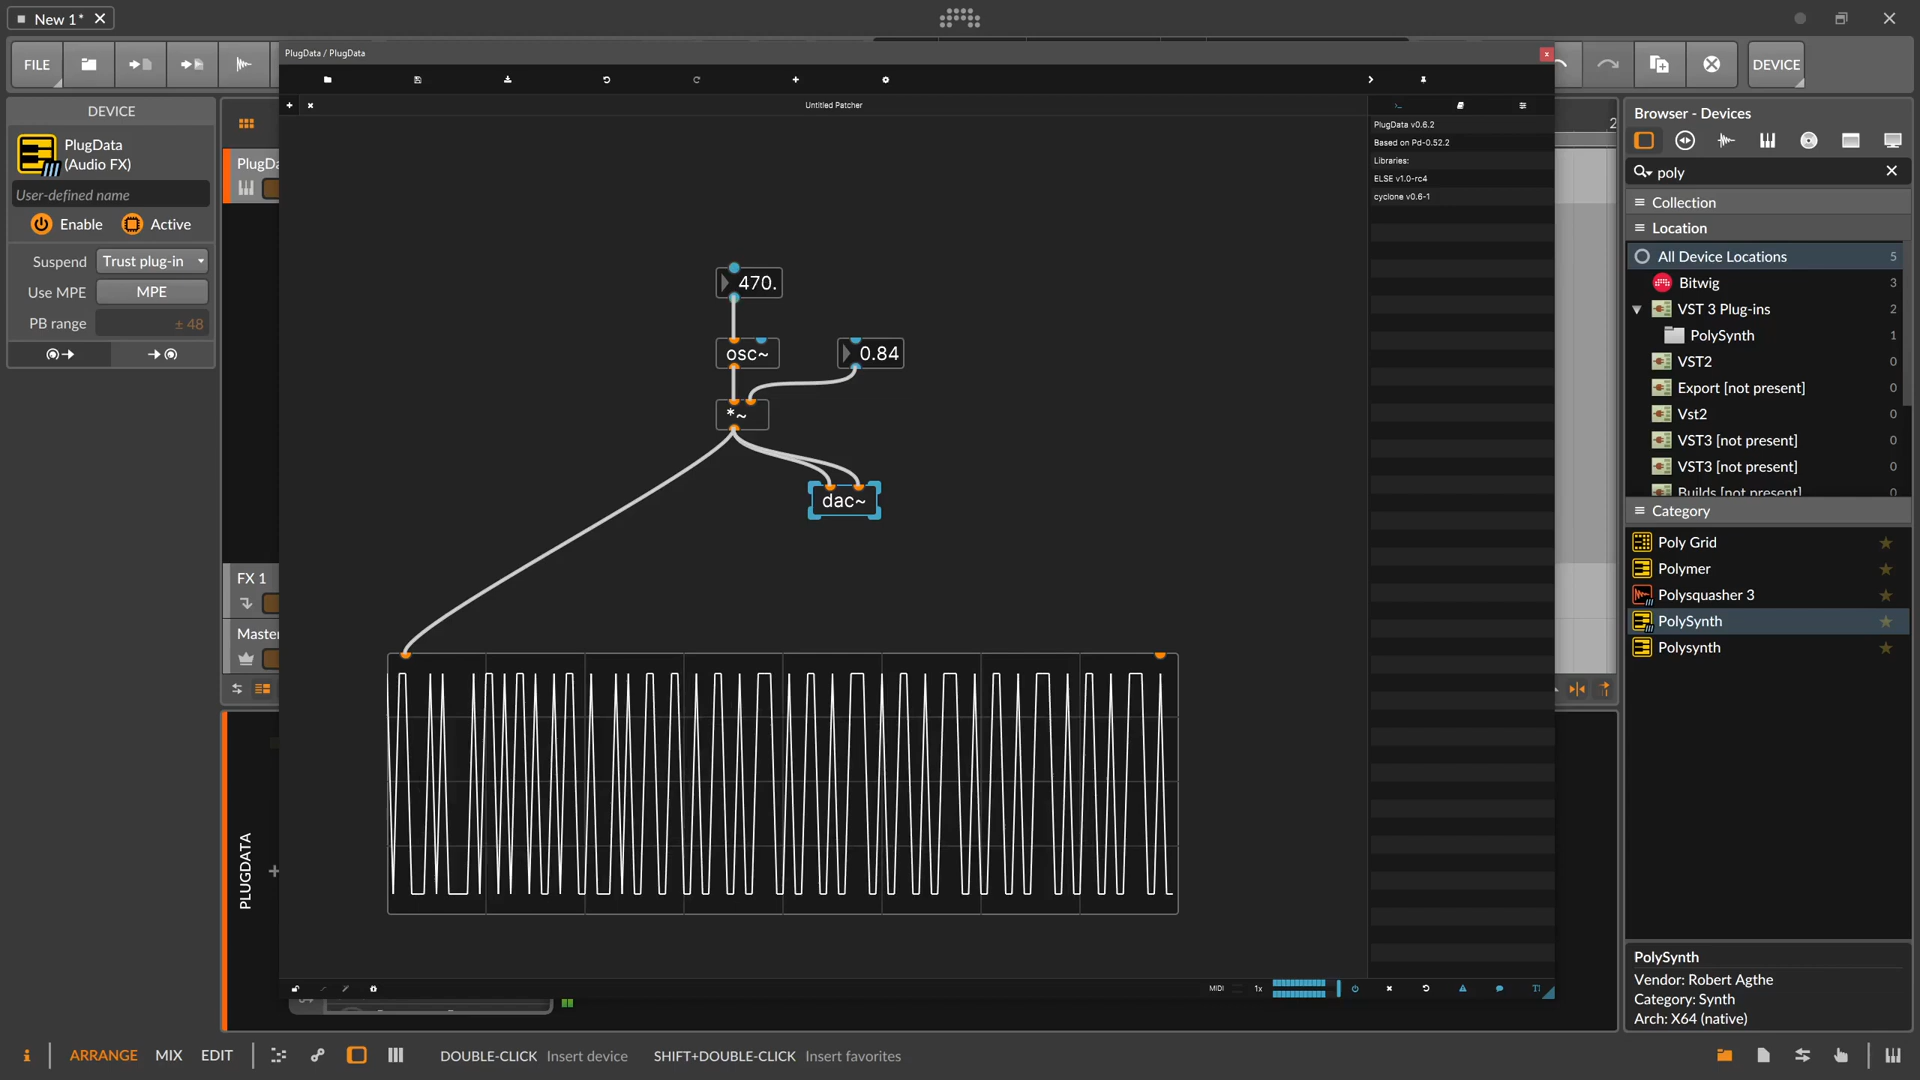 New 1*
FILE
DEVICE
PlugData / PlugData
Untitled Patcher
DEVICE
PlugData
(Audio FX)
User-defined name
Enable
Active
Suspend
Trust plug-in
Use MPE
MPE
PB range
± 48
PlugDa
FX 1
Master
PLUGDATA
470.
osc~
0.84
*~
dac~
PlugData v0.6.2
Based on Pd-0.52.2
Libraries:
ELSE v1.0-rc4
cyclone v0.6-1
MIDI
1x
2
Browser - Devices
poly
Collection
Location
All Device Locations 5
Bitwig 3
VST 3 Plug-ins 2
PolySynth 1
VST2 0
Export [not present] 0
Vst2 0
VST3 [not present] 0
VST3 [not present] 0
Builds [not present] 0
Category
Poly Grid
Polymer
Polysquasher 3
PolySynth
Polysynth
PolySynth
Vendor: Robert Agthe
Category: Synth
Arch: X64 (native)
ARRANGE
MIX
EDIT
DOUBLE-CLICK Insert device
SHIFT+DOUBLE-CLICK Insert favorites